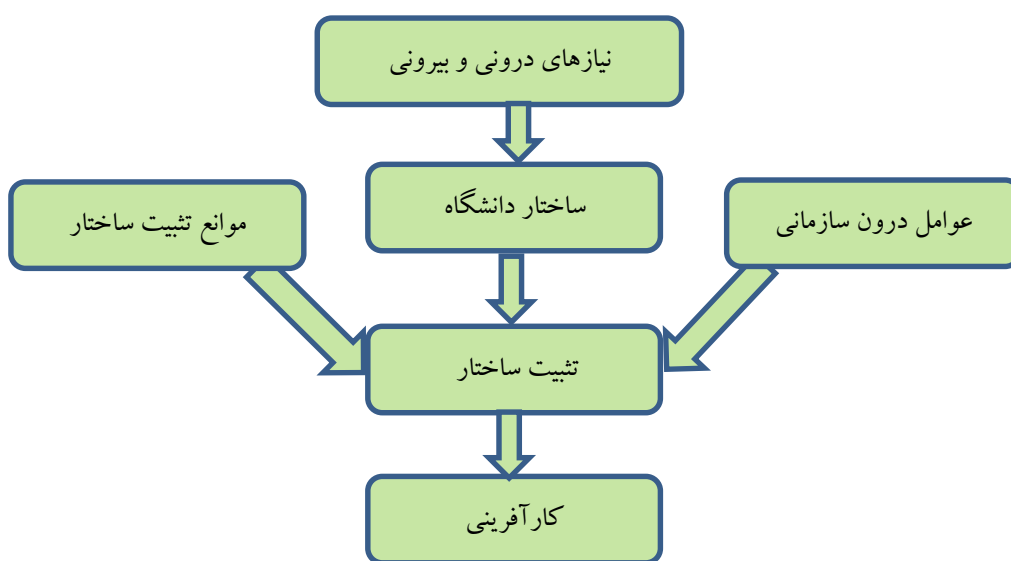 نیازهای درونی و بیرونی
ساختار دانشگاه
عوامل درون سازمانی
موانع تثبیت ساختار
تثبیت ساختار
کارآفرینی